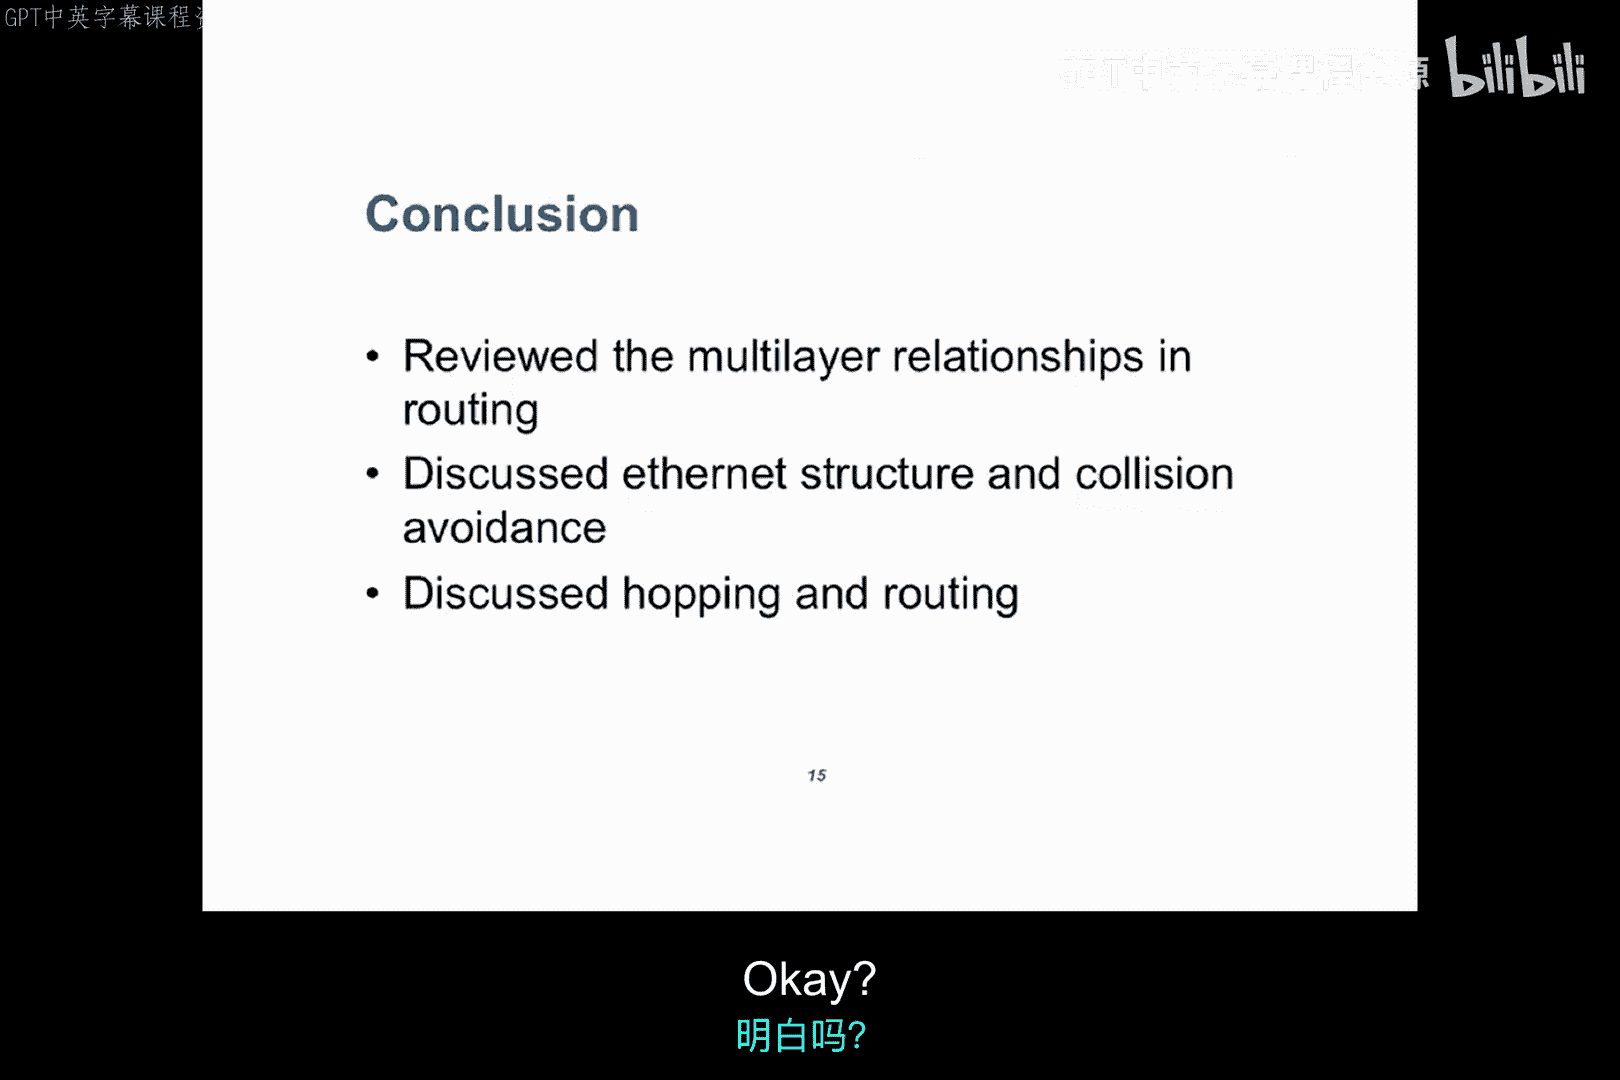 GPT中英字幕课程
bilibili
Conclusion
• Reviewed the multilayer relationships in
routing
• Discussed ethernet structure and collision
avoidance
• Discussed hopping and routing
15
Okay?
明白吗?